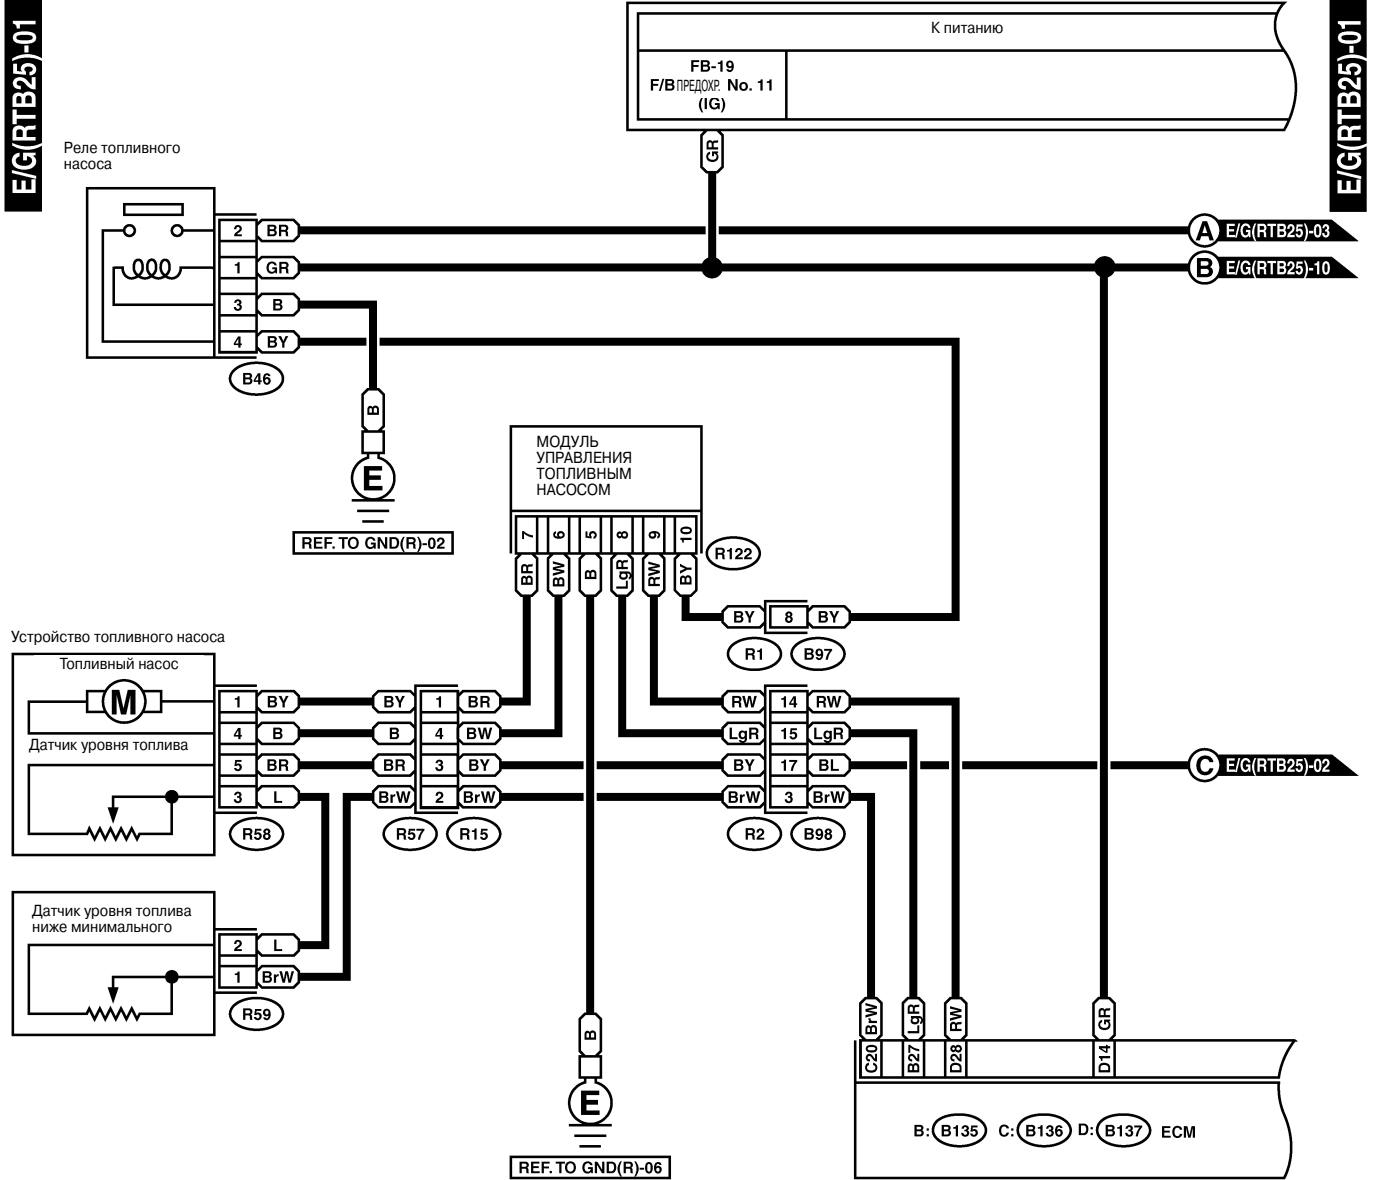 E/G(RTB25)-01
E/G(RTB25)-01
К питанию
FB-19
F/B ПРЕДОХР. No. 11
(IG)
GR
Реле топливного
насоса
2 BR
A E/G(RTB25)-03
1 GR
B E/G(RTB25)-10
3 B
4 BY
B46
B
E
REF. TO GND(R)-02
МОДУЛЬ
УПРАВЛЕНИЯ
ТОПЛИВНЫМ
НАСОСОМ
7 6 5 8 9 10
R122
BR BW B LgR RW BY
BY 8 BY
R1 B97
Устройство топливного насоса
Топливный насос
M
1 BY BY 1 BR RW 14 RW
4 B B 4 BW LgR 15 LgR
Датчик уровня топлива
5 BR BR 3 BY BY 17 BL
C E/G(RTB25)-02
3 L BrW 2 BrW BrW 3 BrW
R58 R57 R15 R2 B98
Датчик уровня топлива
ниже минимального
2 L
1 BrW
R59
B
E
REF. TO GND(R)-06
BrW LgR RW GR
C20 B27 D28 D14
B: B135 C: B136 D: B137 ECM